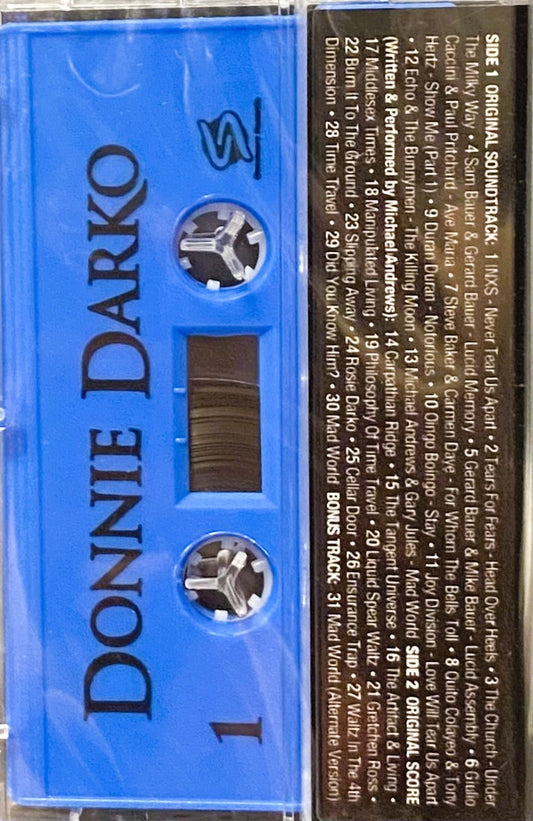 DONNIE DARKO
1
S
SIDE 1 ORIGINAL SOUNDTRACK: 1 INXS - Never Tear Us Apart • 2 Tears For Fears - Head Over Heels • 3 The Church - Under
The Milky Way • 4 Sam Bauer & Gerard Bauer - Lucid Memory • 5 Gerard Bauer & Mike Bauer - Lucid Assembly • 6 Giulio
Caccini & Paul Pritchard - Ave Maria • 7 Steve Baker & Carmen Dave - For Whom The Bells Toll • 8 Quito Colayeo & Tony
Hertz - Show Me (Part 1) • 9 Duran Duran - Notorious • 10 Oingo Boingo - Stay • 11 Joy Division - Love Will Tear Us Apart
• 12 Echo & The Bunnymen - The Killing Moon • 13 Michael Andrews & Gary Jules - Mad World SIDE 2 ORIGINAL SCORE
(Written & Performed by Michael Andrews): 14 Carpathian Ridge • 15 The Tangent Universe • 16 The Artifact & Living •
17 Middlesex Times • 18 Manipulated Living • 19 Philosophy Of Time Travel • 20 Liquid Spear Waltz • 21 Gretchen Ross •
22 Burn It To The Ground • 23 Slipping Away • 24 Rosie Darko • 25 Cellar Door • 26 Ensurance Trap • 27 Waltz In The 4th
Dimension • 28 Time Travel • 29 Did You Know Him? • 30 Mad World BONUS TRACK: 31 Mad World (Alternate Version)